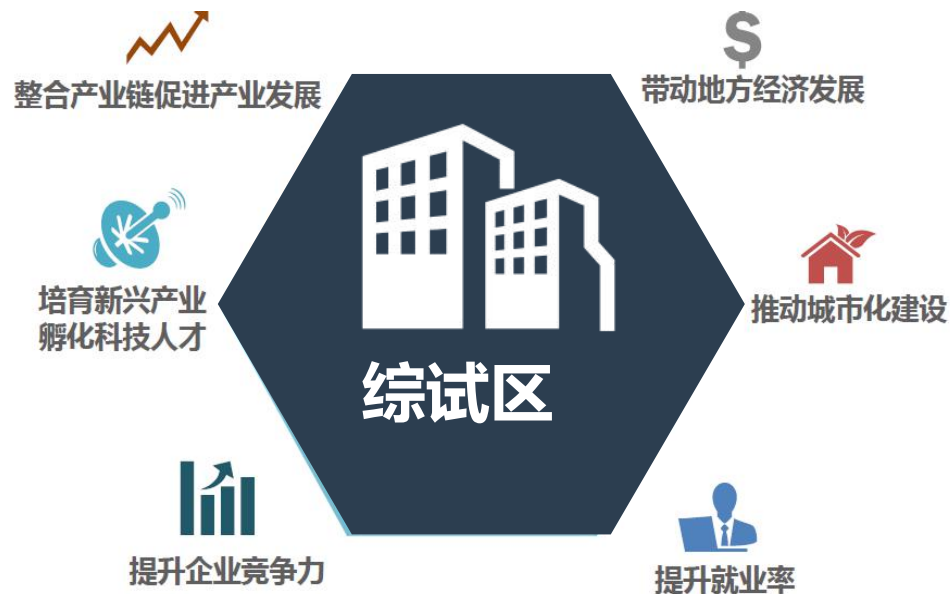 整合产业链促进产业发展
带动地方经济发展
培育新兴产业
孵化科技人才
推动城市化建设
综试区
提升企业竞争力
提升就业率